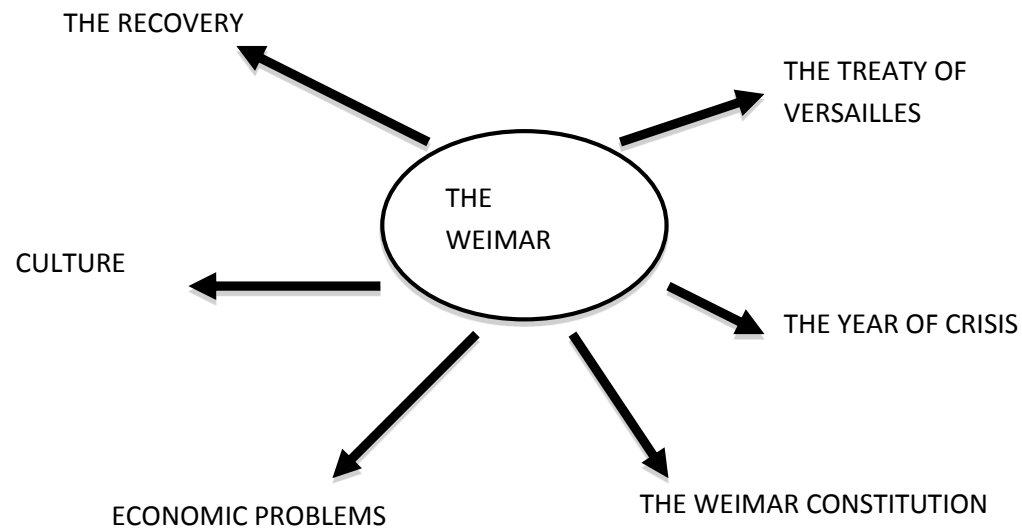 THE RECOVERY
THE TREATY OF
VERSAILLES
THE
WEIMAR
CULTURE
THE YEAR OF CRISIS
ECONOMIC PROBLEMS
THE WEIMAR CONSTITUTION